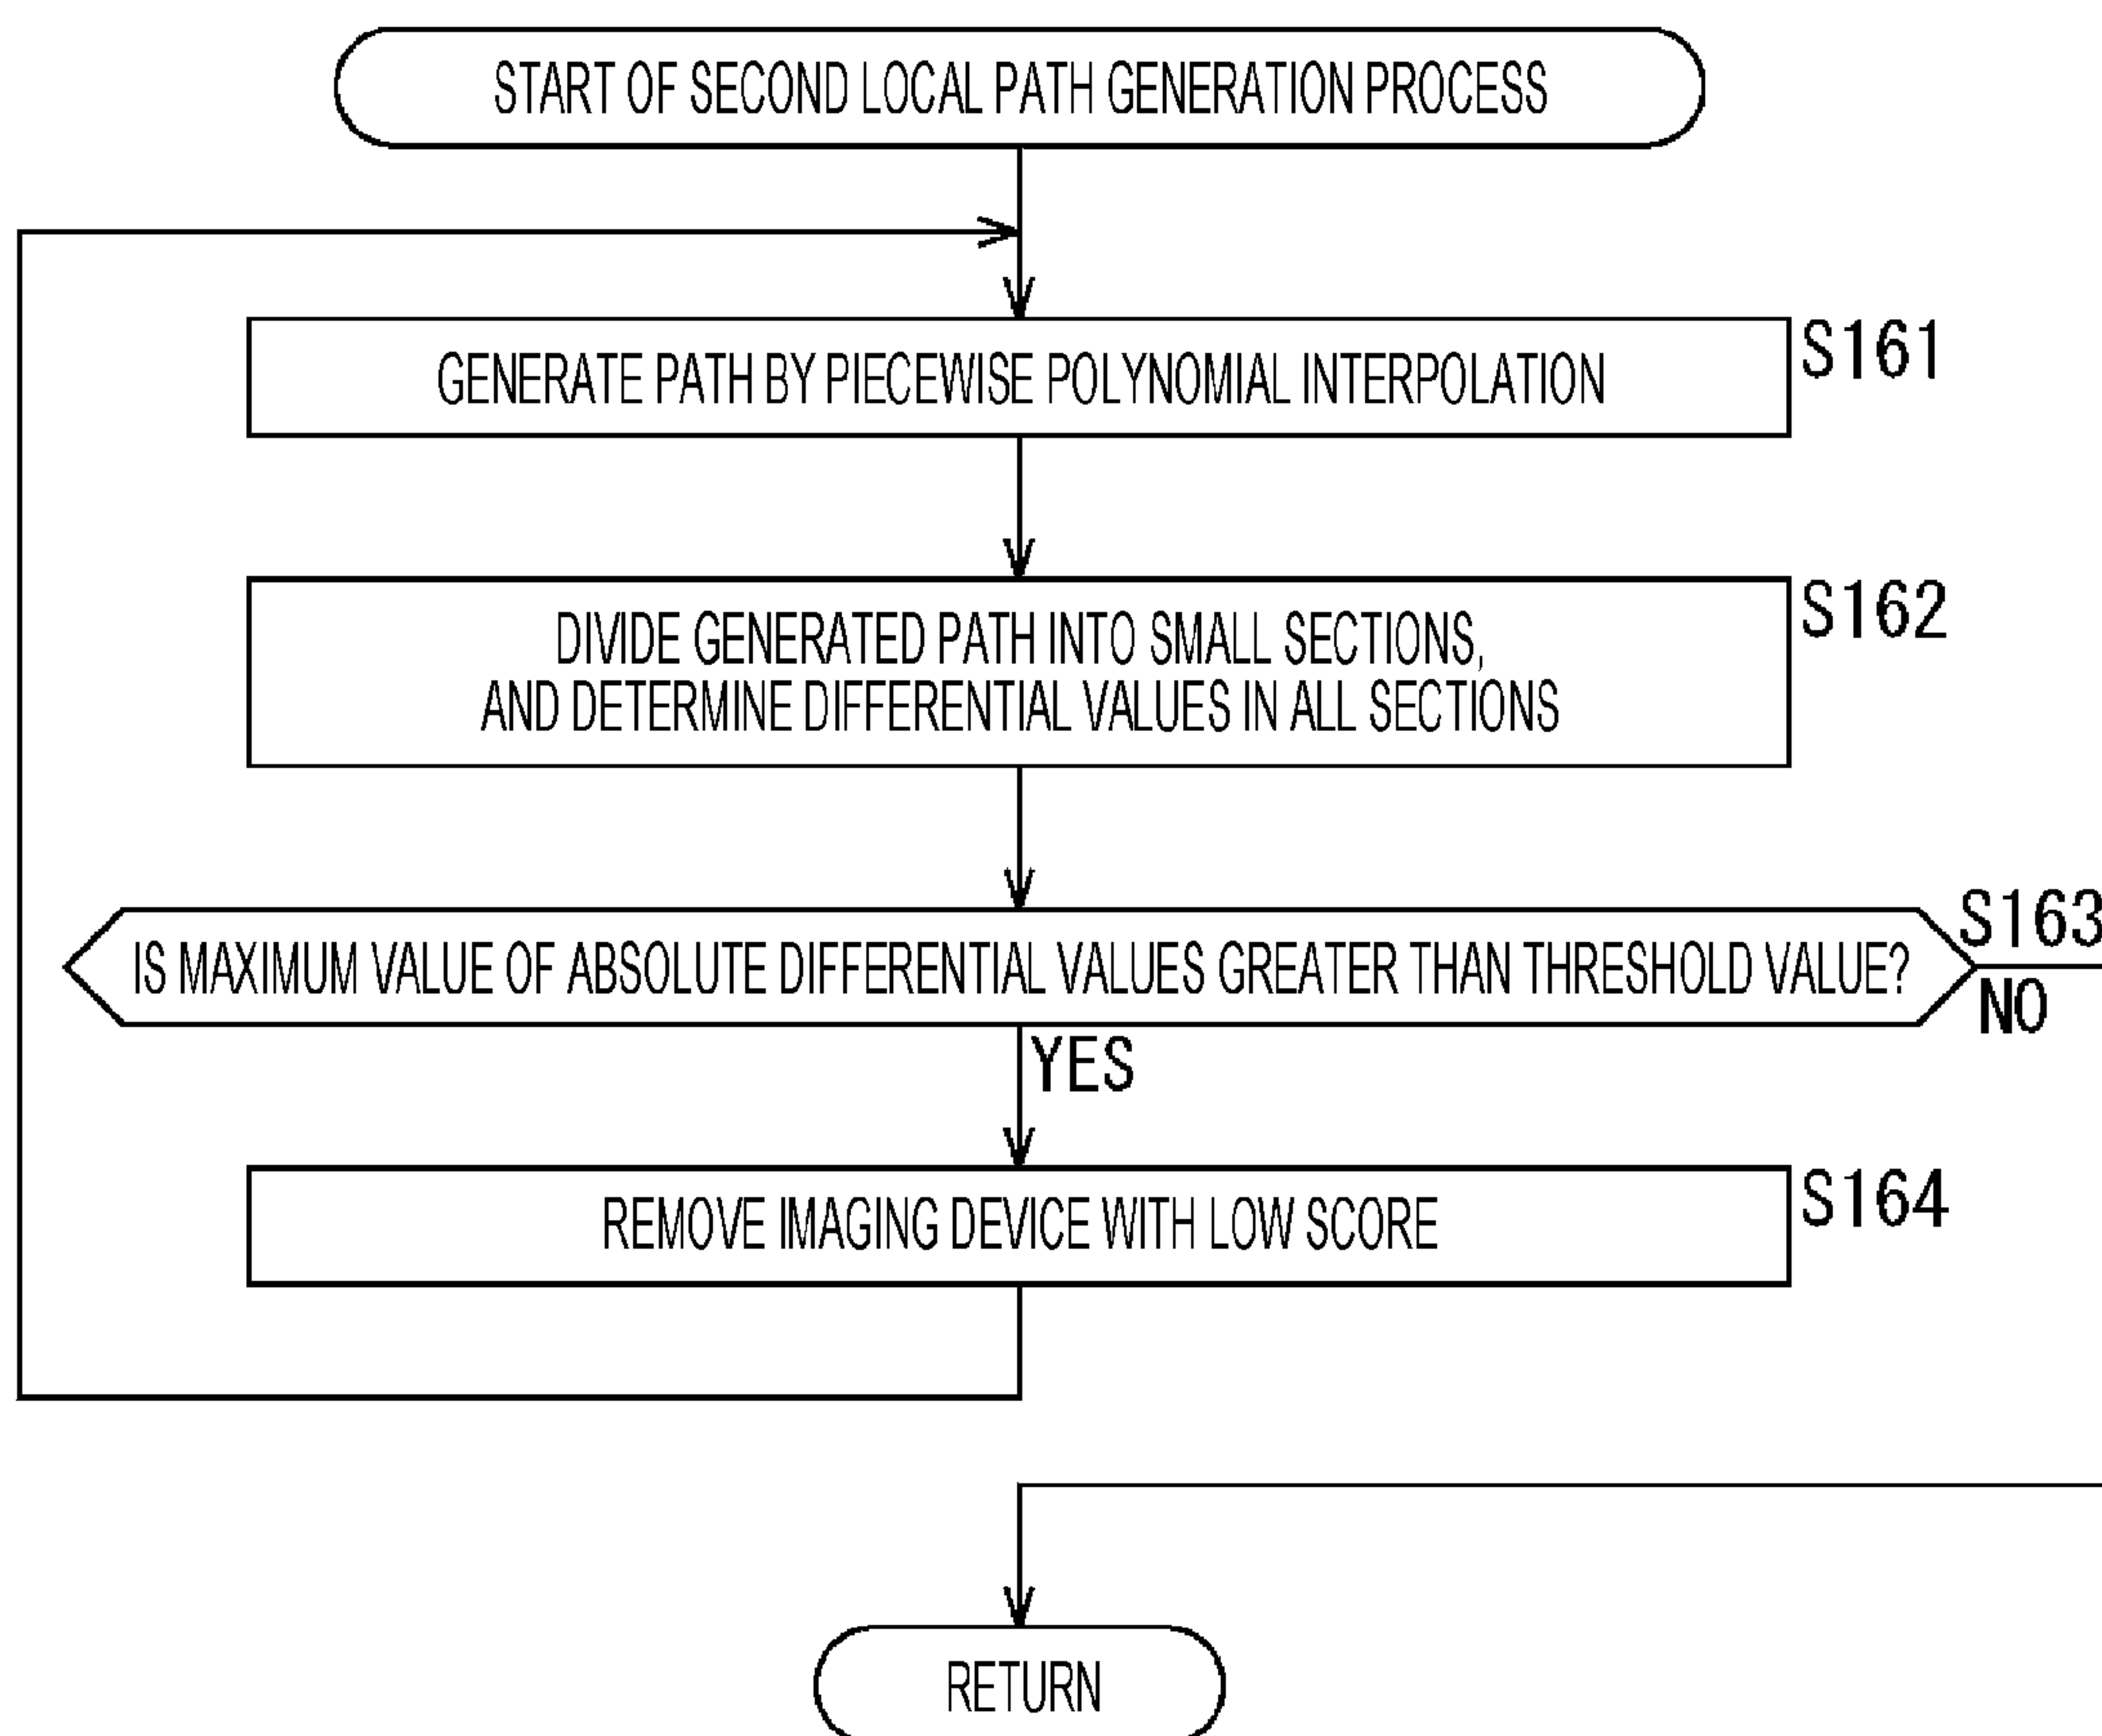 START OF SECOND LOCAL PATH GENERATION PROCESS
GENERATE PATH BY PIECEWISE POLYNOMIAL INTERPOLATION
S161
DIVIDE GENERATED PATH INTO SMALL SECTIONS,
AND DETERMINE DIFFERENTIAL VALUES IN ALL SECTIONS
S162
IS MAXIMUM VALUE OF ABSOLUTE DIFFERENTIAL VALUES GREATER THAN THRESHOLD VALUE?
S163
NO
YES
REMOVE IMAGING DEVICE WITH LOW SCORE
S164
RETURN